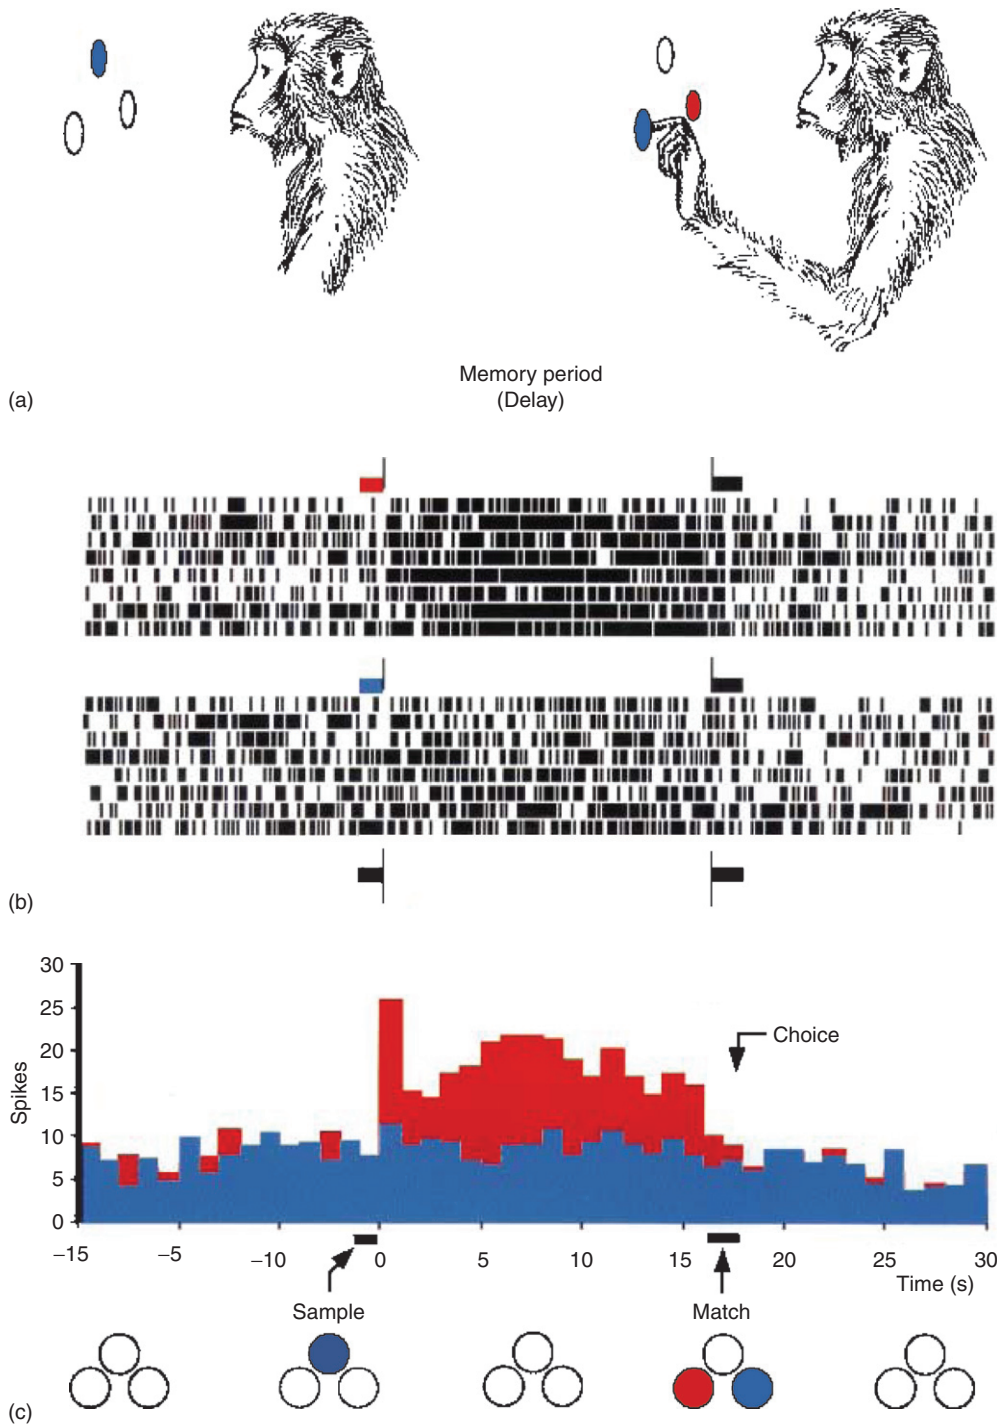 Memory period
(a) (Delay)
(b)
30
25
20
15
10
5
0
Spikes
Choice
−15 −5 −10 0 5 10 15 20 25 30
Time (s)
Sample Match
(c)